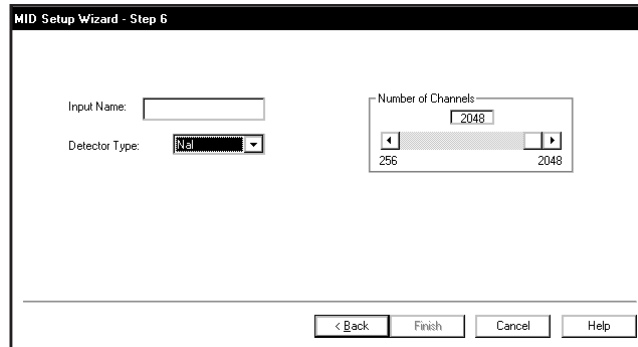 MID Setup Wizard - Step 6
Input Name:
Detector Type: NaI
Number of Channels
2048
256 2048
< Back Finish Cancel Help